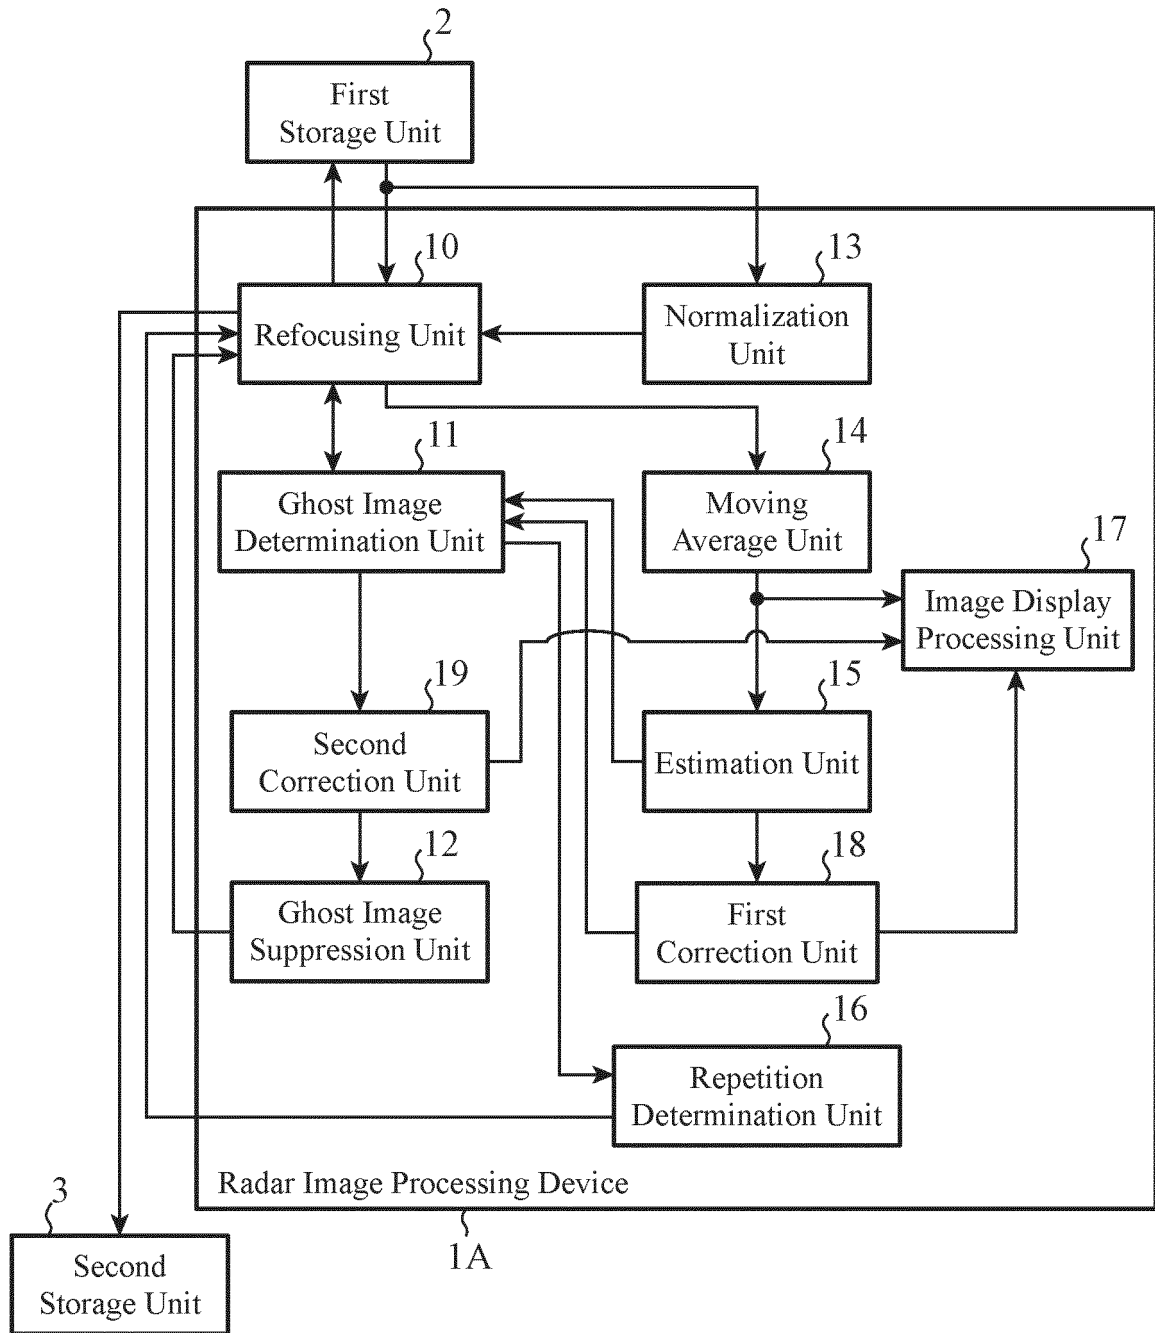 2
First
Storage Unit
10
Refocusing Unit
13
Normalization
Unit
11
Ghost Image
Determination Unit
14
Moving
Average Unit
17
Image Display
Processing Unit
19
Second
Correction Unit
15
Estimation Unit
12
Ghost Image
Suppression Unit
18
First
Correction Unit
16
Repetition
Determination Unit
Radar Image Processing Device
1A
3
Second
Storage Unit